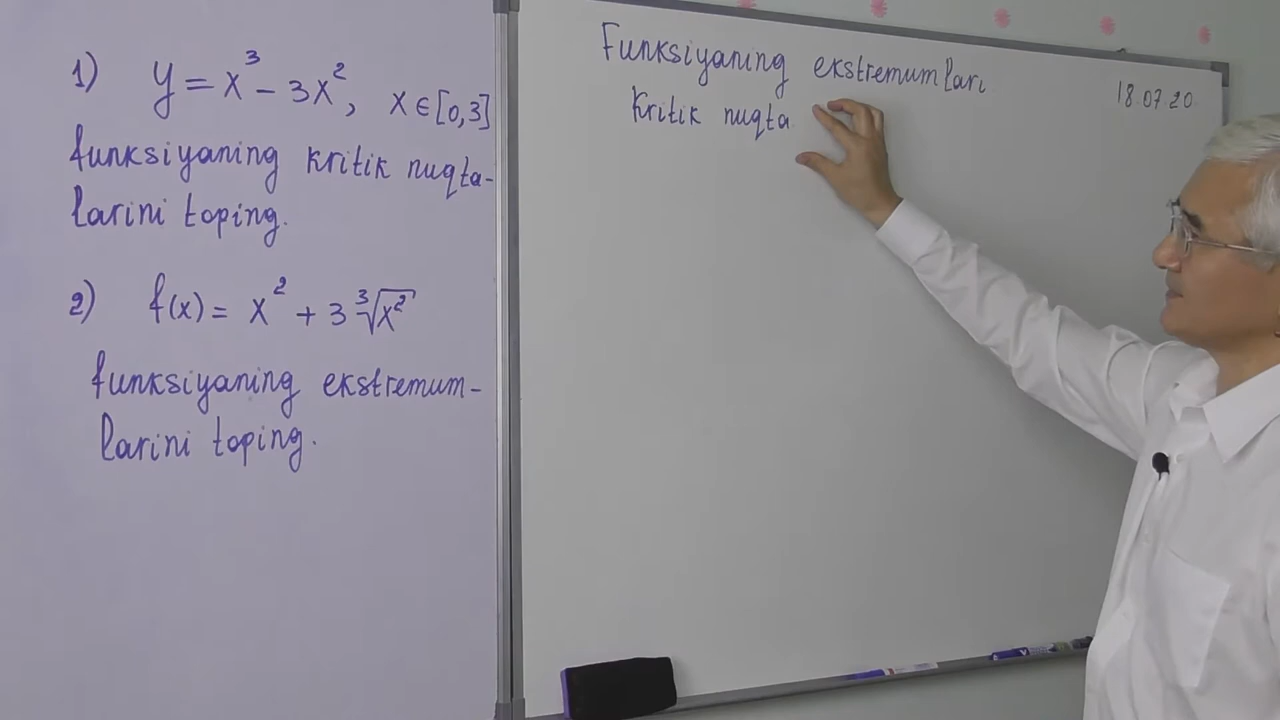 1) y = x³ − 3x², x ∈ [0,3]
funksiyaning kritik nuqta-
larini toping.
2) f(x) = x² + 3∛x²
funksiyaning ekstremum-
larini toping.
Funksiyaning ekstremumlari
18.07.20
Kritik nuqta